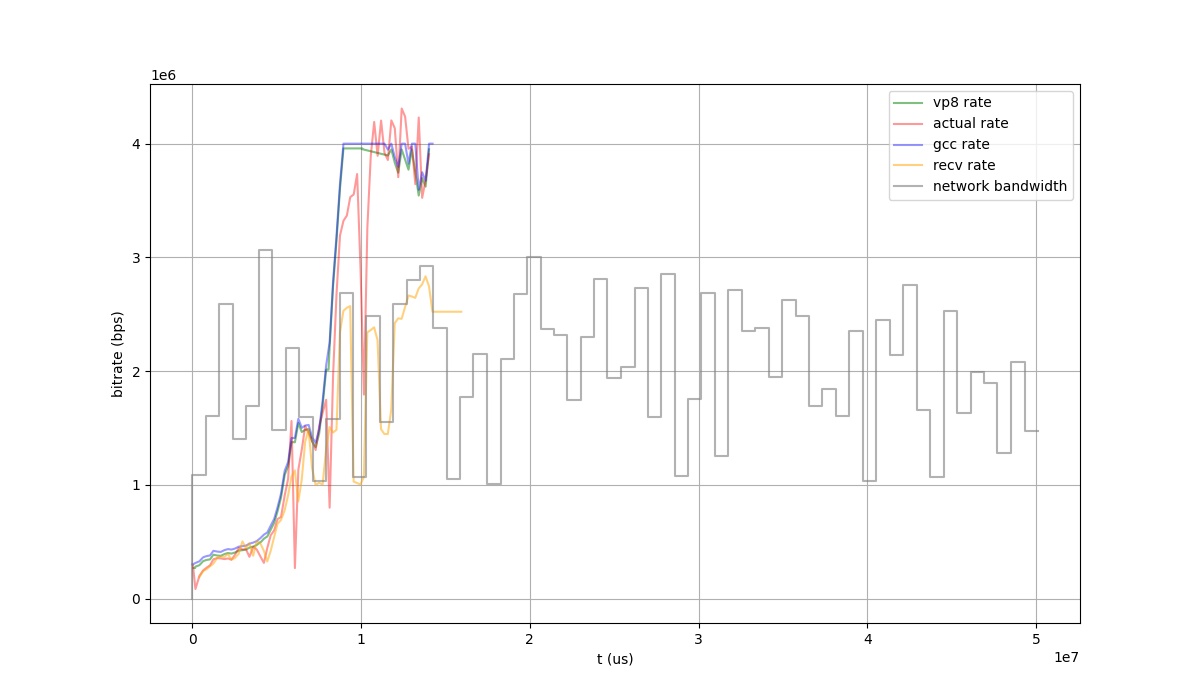 1e6
bitrate (bps)
4
3
2
1
0
vp8 rate
actual rate
gcc rate
recv rate
network bandwidth
0
1
2
3
4
5
t (us)
1e7